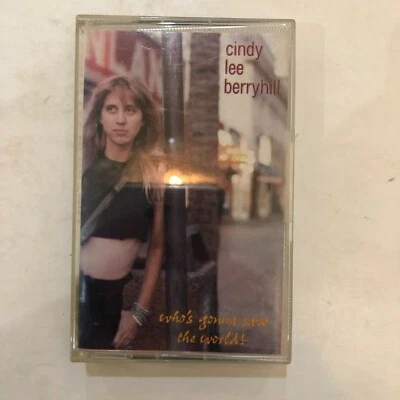 cindy
lee
berryhill
who's gonna save
the world?